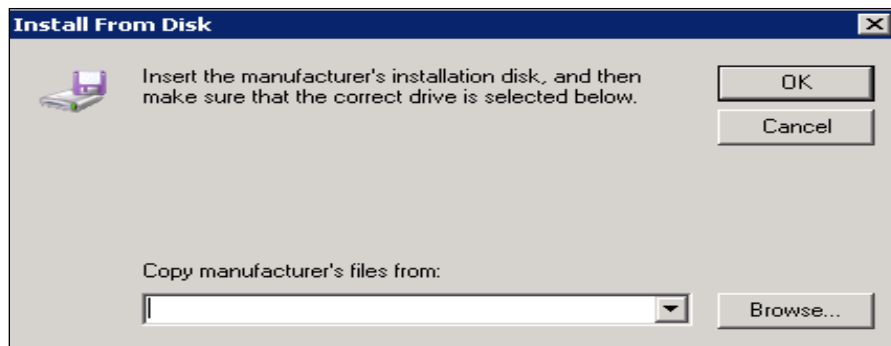 Install From Disk
Insert the manufacturer's installation disk, and then
make sure that the correct drive is selected below.
OK
Cancel
Copy manufacturer's files from:
Browse...